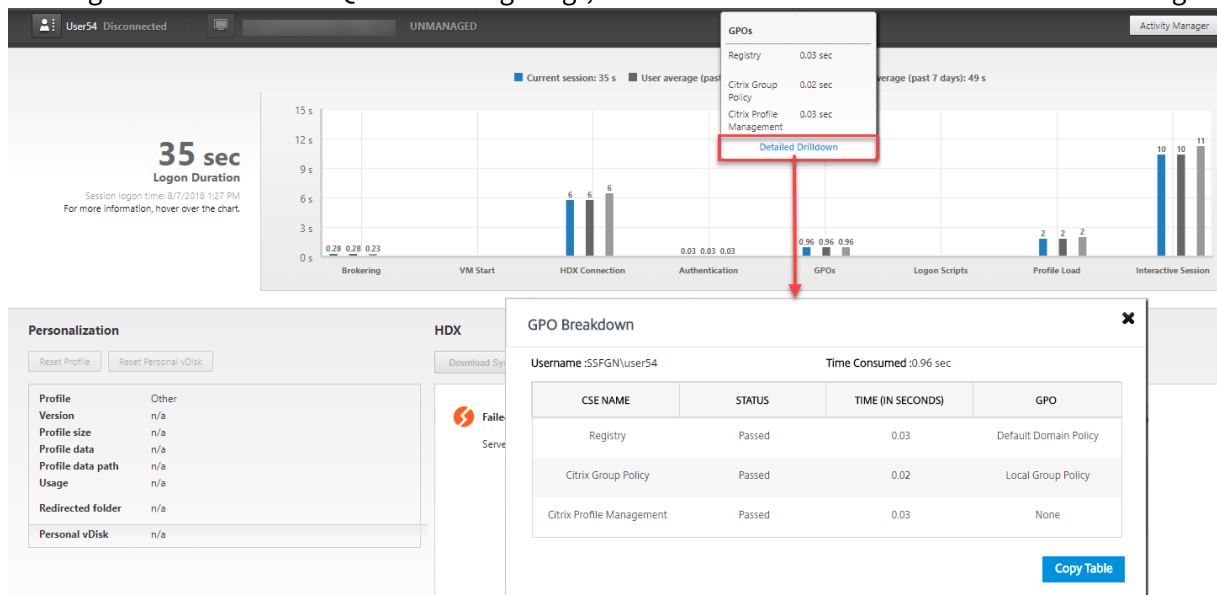 User54 Disconnected
UNMANAGED
Activity Manager
GPOs
Registry 0.03 sec
Citrix Group Policy 0.02 sec
Citrix Profile Management 0.03 sec
Detailed Drilldown
Current session: 35 s User average (past verage (past 7 days): 49 s
35 sec
Logon Duration
Session logon time: 8/7/2018 1:27 PM
For more information, hover over the chart.
15 s
12 s
9 s
6 s
3 s
0 s
0.28 0.28 0.23
6 6 6
0.03 0.03 0.03
0.96 0.96 0.96
2 2 2
10 10 11
Brokering VM Start HDX Connection Authentication GPOs Logon Scripts Profile Load Interactive Session
Personalization
Reset Profile Reset Personal vDisk
Profile Other
Version n/a
Profile size n/a
Profile data n/a
Profile data path n/a
Usage n/a
Redirected folder n/a
Personal vDisk n/a
HDX
Download Sy
Faile
Serve
GPO Breakdown
Username :SSFGN\user54 Time Consumed :0.96 sec
CSE NAME STATUS TIME (IN SECONDS) GPO
Registry Passed 0.03 Default Domain Policy
Citrix Group Policy Passed 0.02 Local Group Policy
Citrix Profile Management Passed 0.03 None
Copy Table